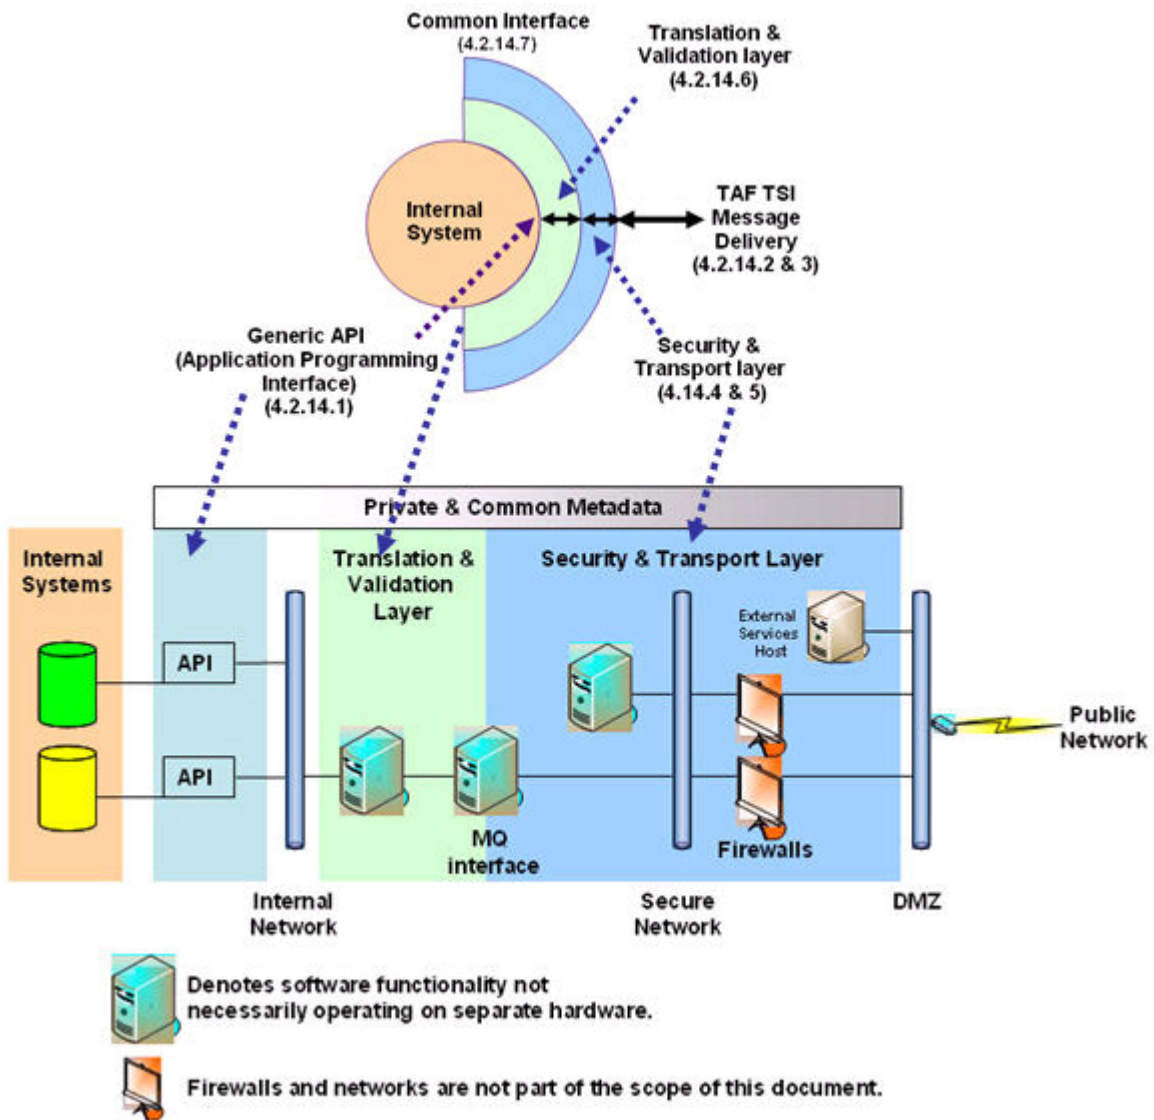 Common Interface
(4.2.14.7)
Translation &
Validation layer
(4.2.14.6)
Internal
System
TAF TSI
Message
Delivery
(4.2.14.2 & 3)
Generic API
(Application Programming
Interface)
(4.2.14.1)
Security &
Transport layer
(4.14.4 & 5)
Private & Common Metadata
Internal
Systems
Translation &
Validation
Layer
Security & Transport Layer
External
Services
Host
API
API
MQ
interface
Firewalls
Public
Network
Internal
Network
Secure
Network
DMZ
Denotes software functionality not
necessarily operating on separate hardware.
Firewalls and networks are not part of the scope of this document.